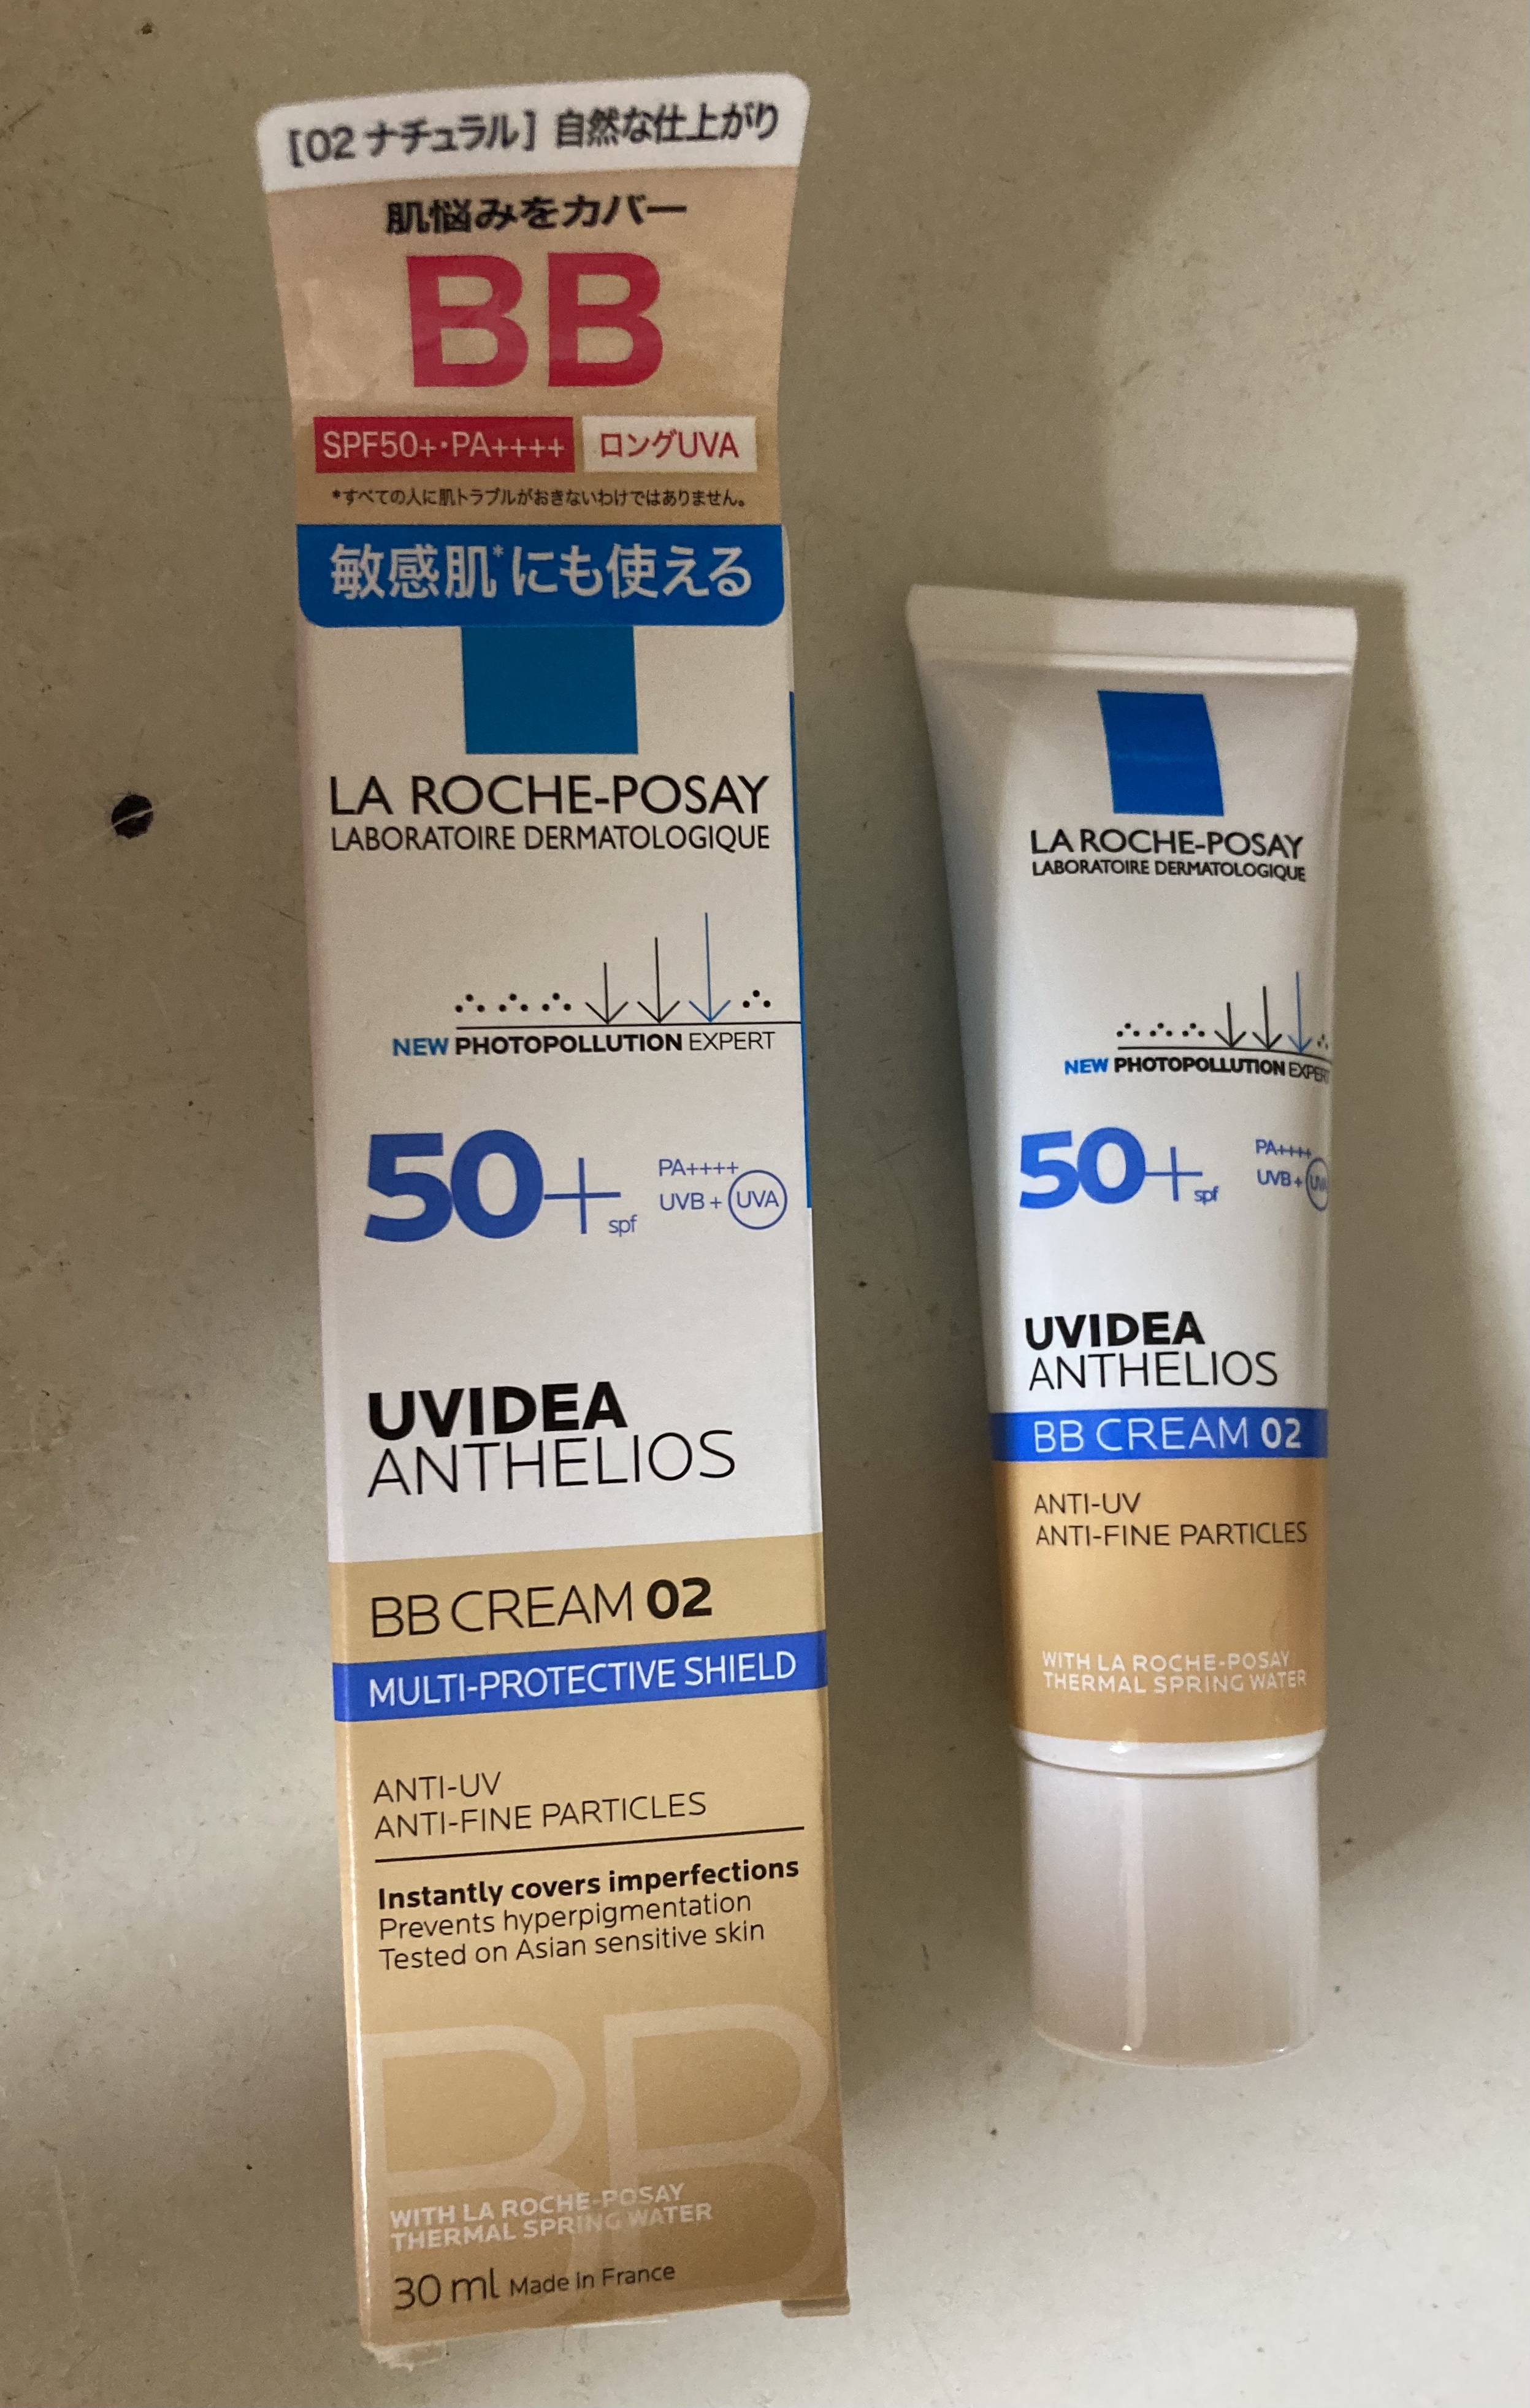 [02 ナチュラル] 自然な仕上がり
肌悩みをカバー
BB
SPF50+・PA++++ ロングUVA
*すべての人に肌トラブルがおきないわけではありません。
敏感肌*にも使える
LA ROCHE-POSAY
LABORATOIRE DERMATOLOGIQUE
NEW PHOTOPOLLUTION EXPERT
50+ spf
PA++++
UVB + UVA
UVIDEA
ANTHELIOS
BB CREAM 02
MULTI-PROTECTIVE SHIELD
ANTI-UV
ANTI-FINE PARTICLES
Instantly covers imperfections
Prevents hyperpigmentation
Tested on Asian sensitive skin
BB
WITH LA ROCHE-POSAY
THERMAL SPRING WATER
30 ml Made in France
LA ROCHE-POSAY
LABORATOIRE DERMATOLOGIQUE
NEW PHOTOPOLLUTION EXPERT
50+ spf
PA++++
UVB + UVA
UVIDEA
ANTHELIOS
BB CREAM 02
ANTI-UV
ANTI-FINE PARTICLES
WITH LA ROCHE-POSAY
THERMAL SPRING WATER